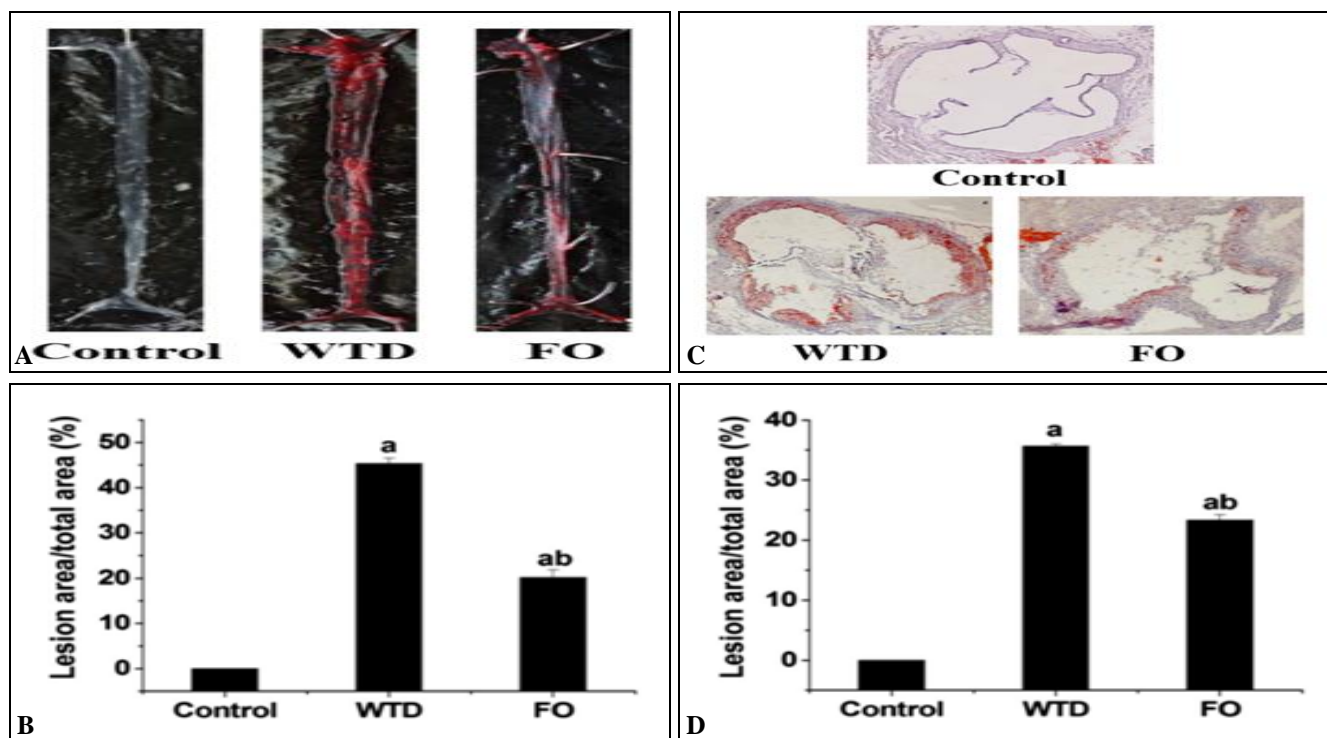 A Control WTD FO
Control
WTD FO
C
Lesion area/total area (%)
50
40
30
20
10
0
a
ab
Control WTD FO
B
Lesion area/total area (%)
40
30
20
10
0
a
ab
Control WTD FO
D